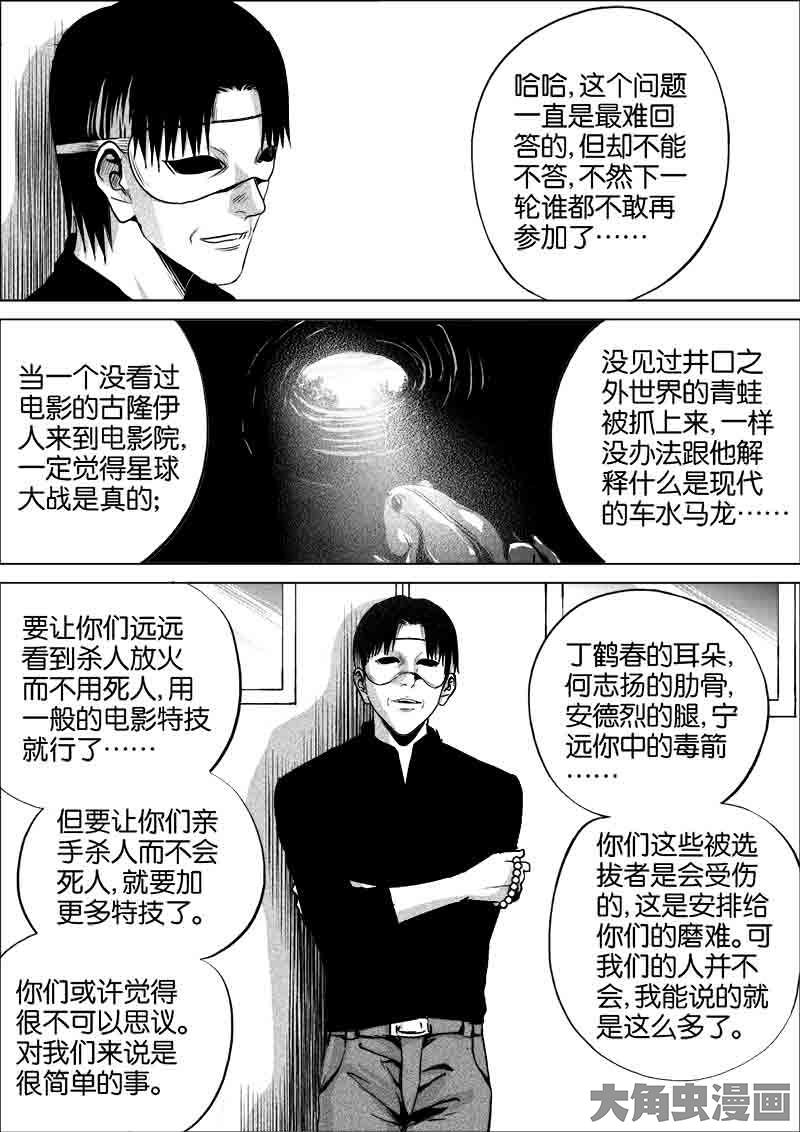 哈哈,这个问题
一直是最难回
答的,但却不能
不答,不然下一
轮谁都不敢再
参加了……
没见过井口之
外世界的青蛙
被抓上来,一样
没办法跟他解
释什么是现代
的车水马龙……
当一个没看过
电影的古隆伊
人来到电影院,
一定觉得星球
大战是真的;
丁鹤春的耳朵,
何志扬的肋骨,
安德烈的腿,宁
远你中的毒箭
……
你们这些被选
拔者是会受伤
的,这是安排给
你们的磨难。可
我们的人并不
会,我能说的就
是这么多了。
要让你们远远
看到杀人放火
而不用死人,用
一般的电影特技
就行了……
但要让你们亲
手杀人而不会
死人,就要加
更多特技了。
你们或许觉得
很不可以思议。
对我们来说是
很简单的事。
大角虫漫画